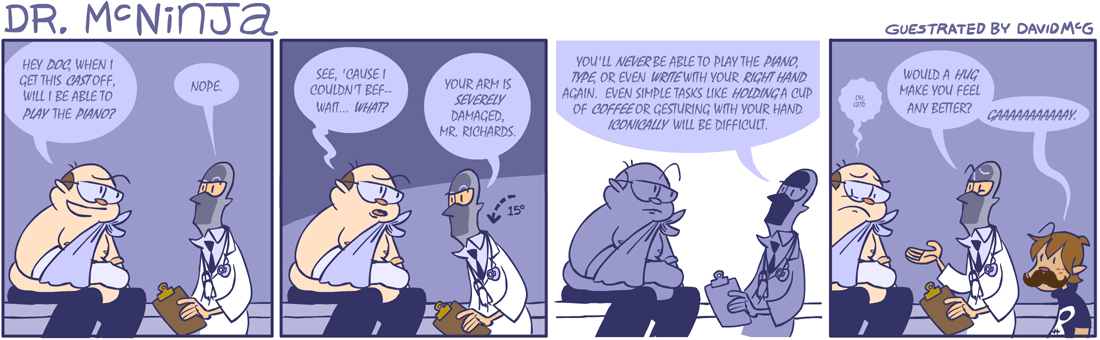 DR. McNINJA
GUESTRATED BY DAVID McG
HEY DOC, WHEN I
GET THIS CAST OFF,
WILL I BE ABLE TO
PLAY THE PIANO?
NOPE.
SEE, 'CAUSE I
COULDN'T BEF--
WAIT... WHAT?
YOUR ARM IS
SEVERELY
DAMAGED,
MR. RICHARDS.
15°
YOU'LL NEVER BE ABLE TO PLAY THE PIANO,
TYPE, OR EVEN WRITE WITH YOUR RIGHT HAND
AGAIN. EVEN SIMPLE TASKS LIKE HOLDING A CUP
OF COFFEE OR GESTURING WITH YOUR HAND
ICONICALLY WILL BE DIFFICULT.
OH,
GOD.
WOULD A HUG
MAKE YOU FEEL
ANY BETTER?
GAAAAAAAAAAAY.
R